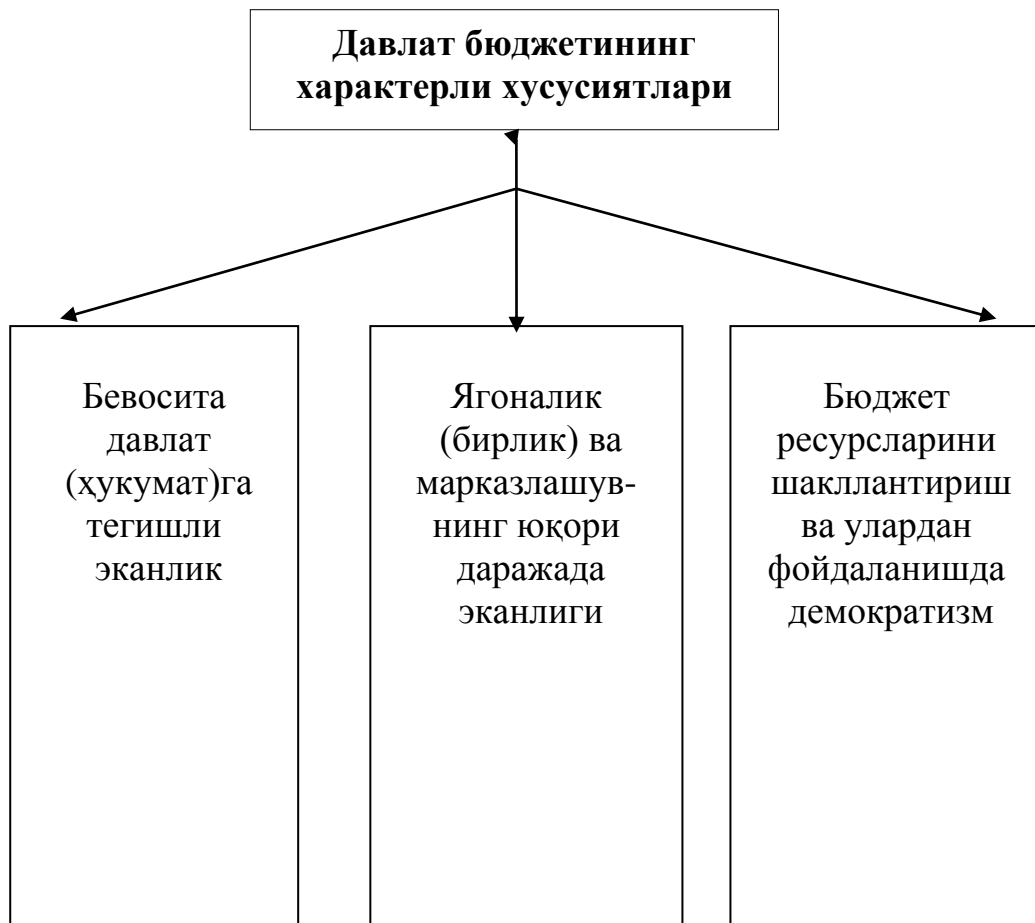 Давлат бюджетининг
характерли хусусиятлари
Бевосита
давлат
(ҳукумат)га
тегишли
эканлик
Ягоналик
(бирлик) ва
марказлашув-
нинг юқори
даражада
эканлиги
Бюджет
ресурсларини
шакллантириш
ва улардан
фойдаланишда
демократизм